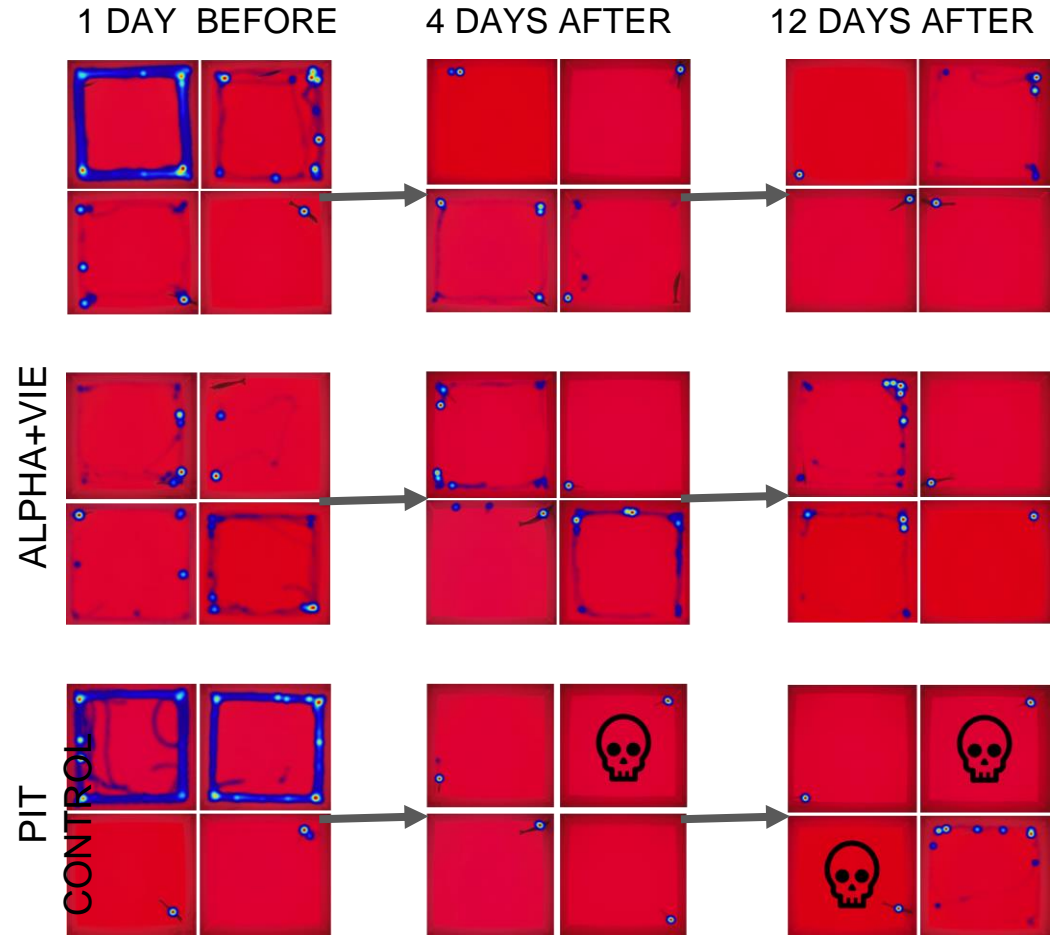 1 DAY  BEFORE
4 DAYS AFTER
12 DAYS AFTER
ALPHA+VIE
PIT
CONTROL